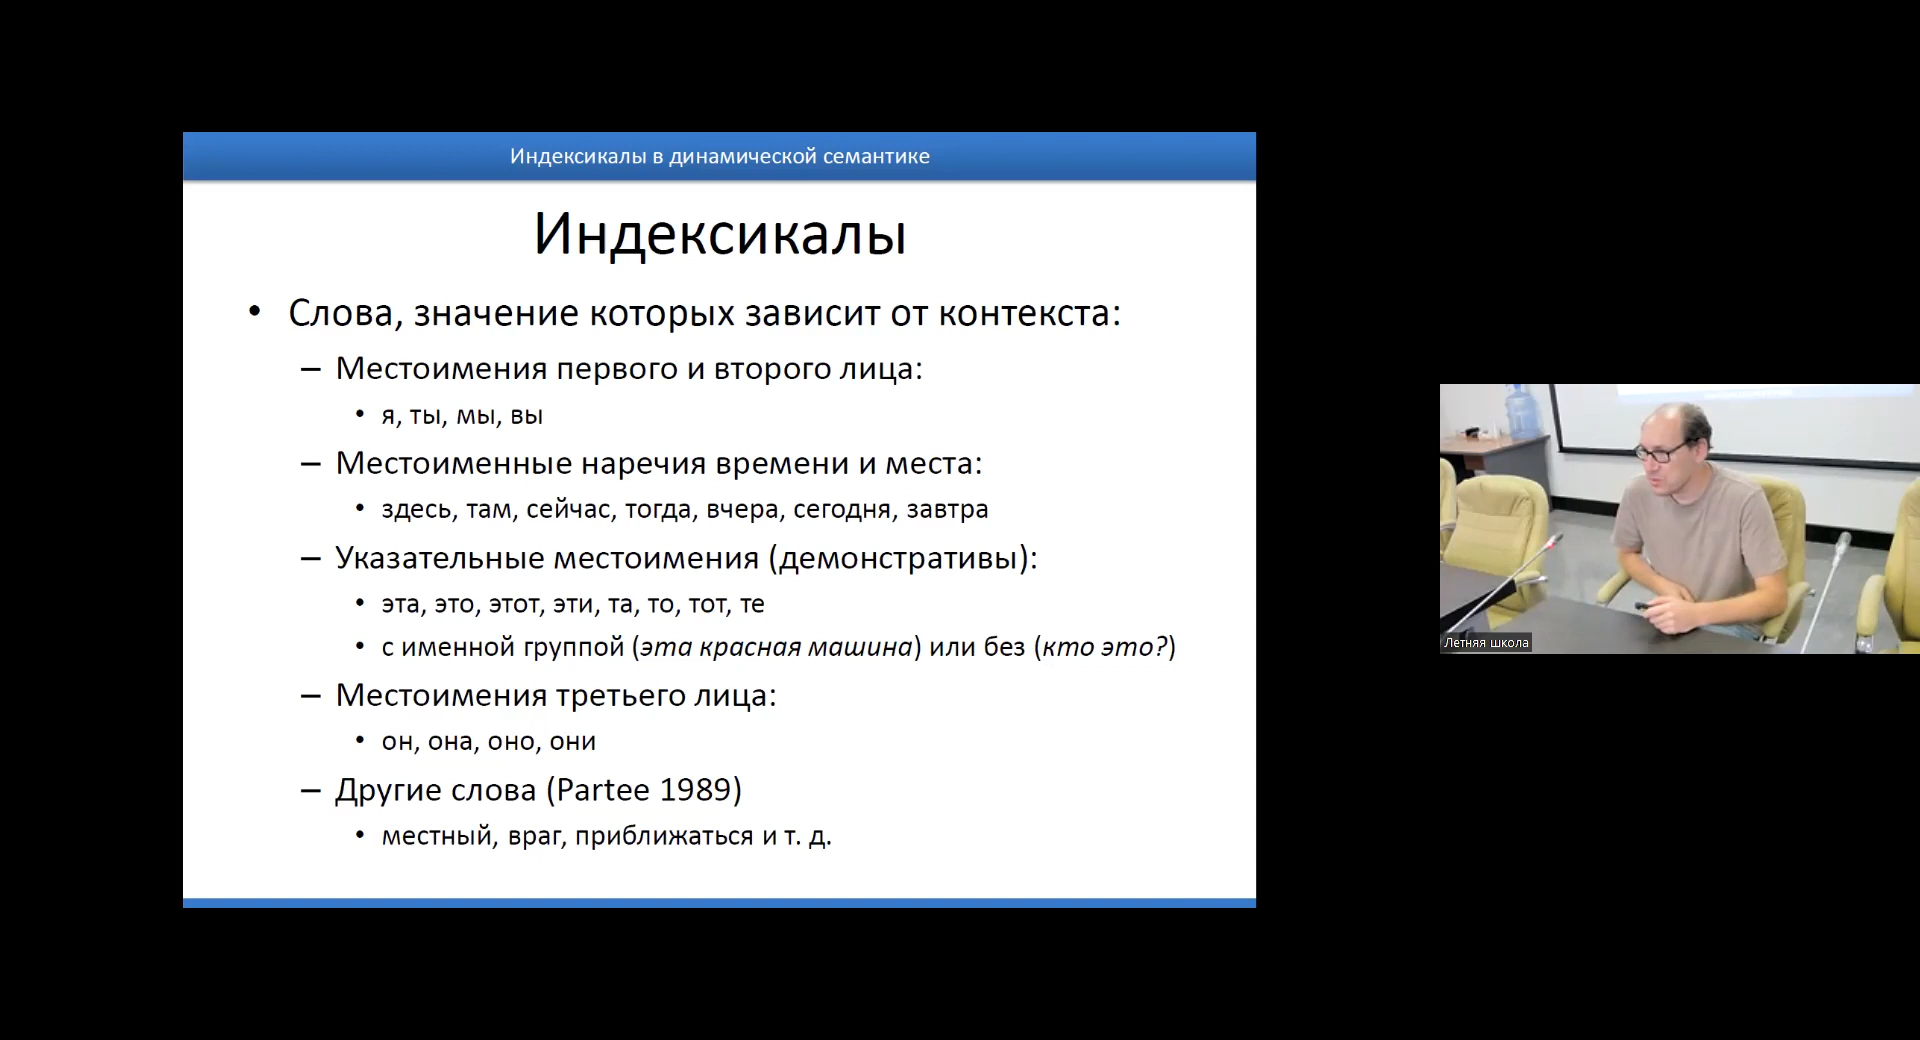 Индексикалы в динамической семантике
Индексикалы
• Слова, значение которых зависит от контекста:
– Местоимения первого и второго лица:
• я, ты, мы, вы
– Местоименные наречия времени и места:
• здесь, там, сейчас, тогда, вчера, сегодня, завтра
– Указательные местоимения (демонстративы):
• эта, это, этот, эти, та, то, тот, те
• с именной группой (эта красная машина) или без (кто это?)
– Местоимения третьего лица:
• он, она, оно, они
– Другие слова (Partee 1989)
• местный, враг, приближаться и т. д.
Летняя школа